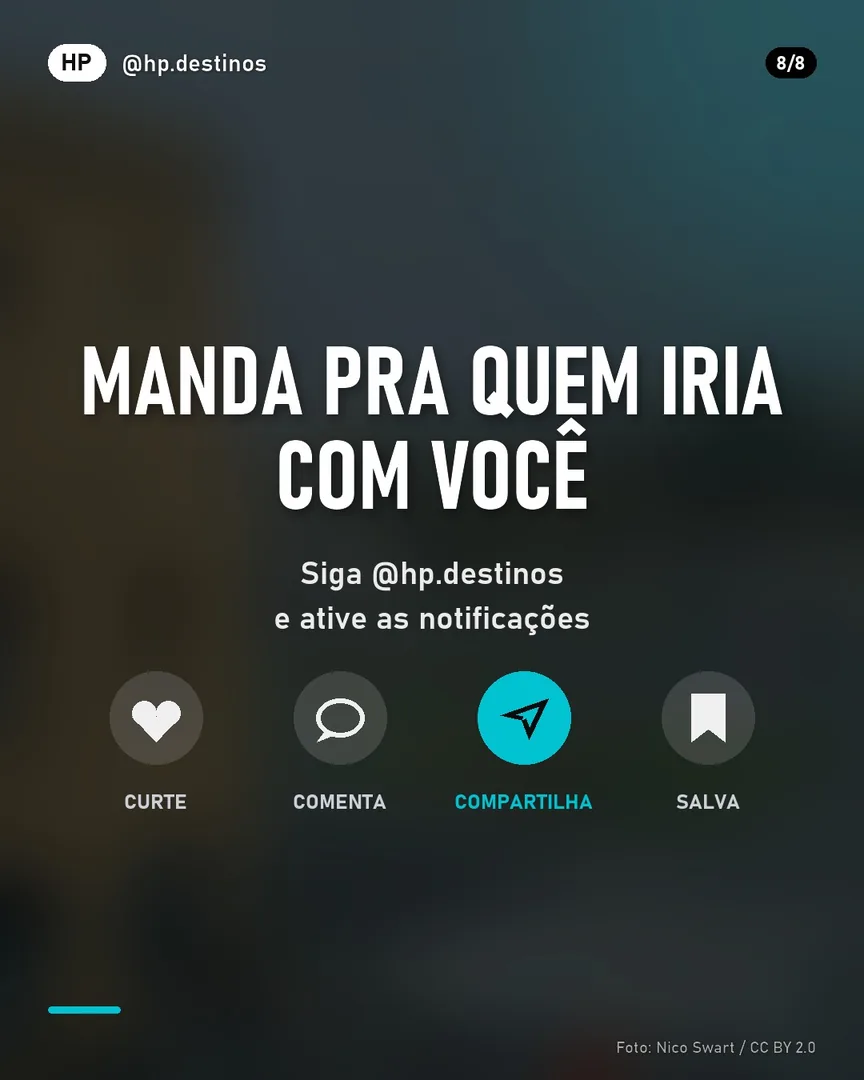 HP @hp.destinos 8/8
MANDA PRA QUEM IRIA
COM VOCÊ
Siga @hp.destinos
e ative as notificações
CURTE COMENTA COMPARTILHA SALVA
Foto: Nico Swart / CC BY 2.0